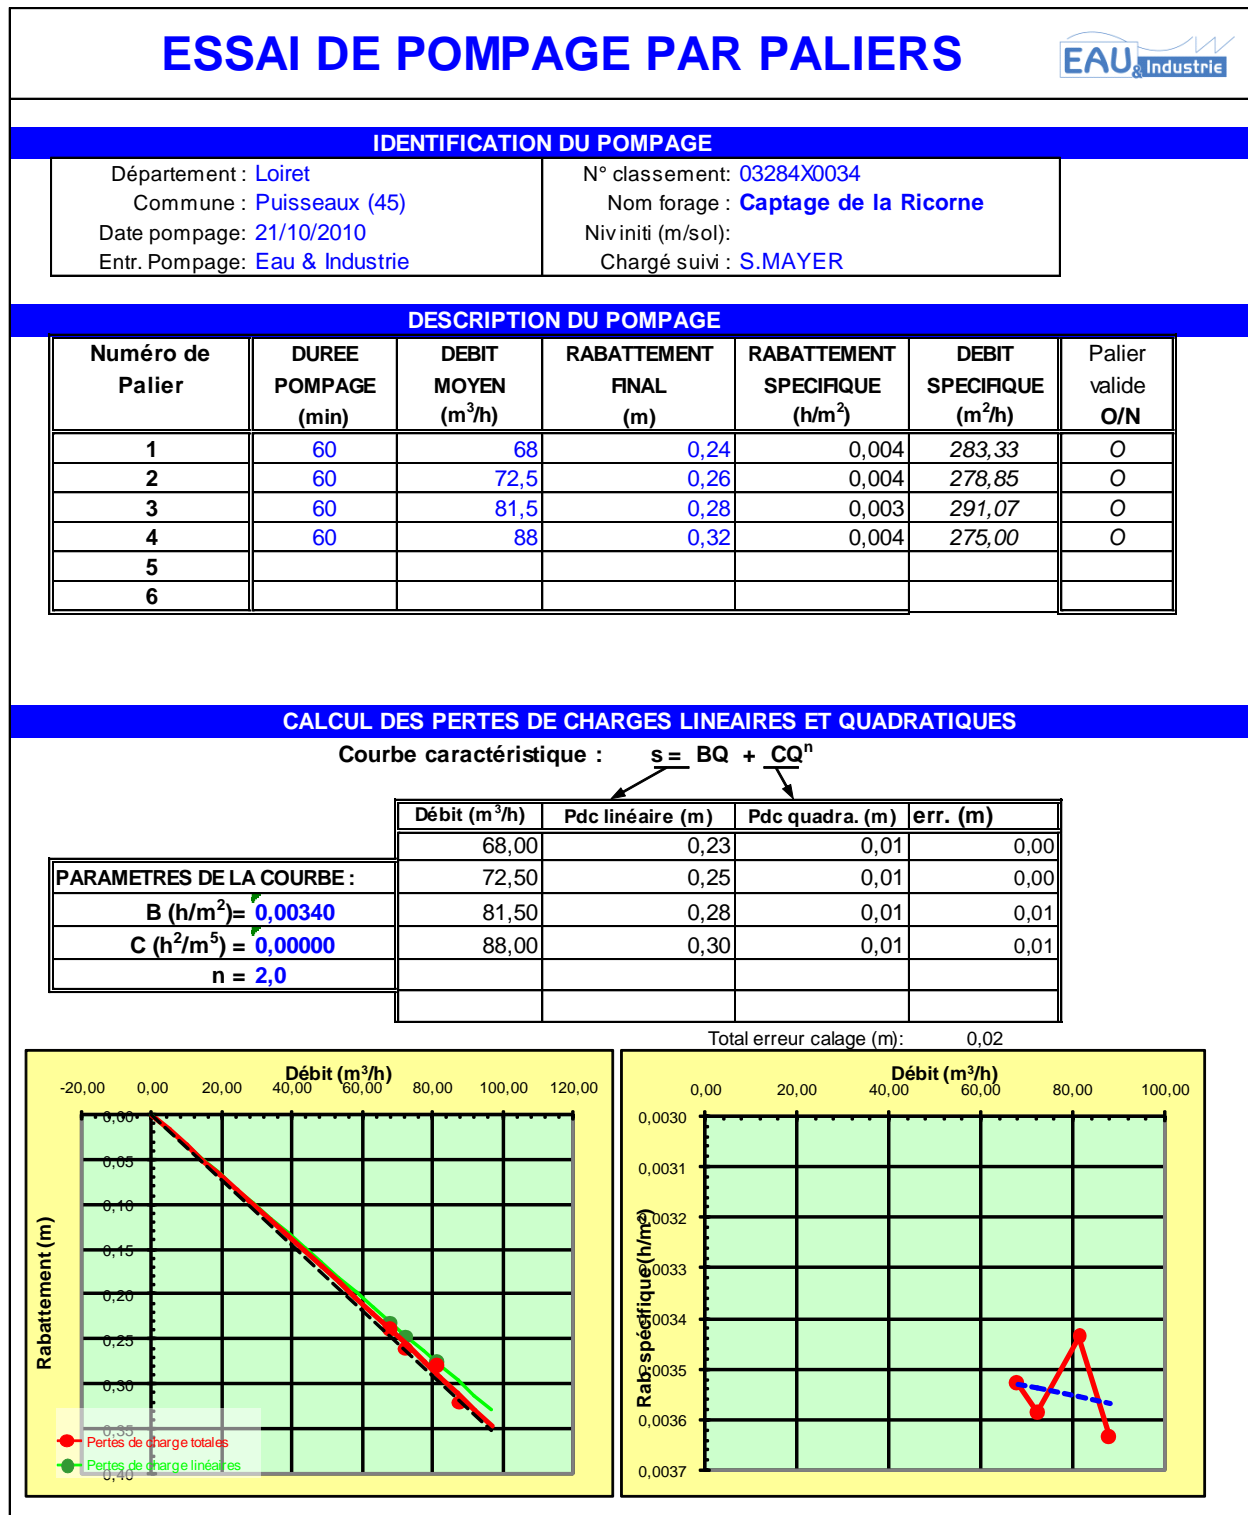 ESSAI DE POMPAGE PAR PALIERS
EAU & Industrie
IDENTIFICATION DU POMPAGE
Département : Loiret N° classement: 03284X0034
Commune : Puisseaux (45) Nom forage : Captage de la Ricorne
Date pompage: 21/10/2010 Niv initi (m/sol):
Entr. Pompage: Eau & Industrie Chargé suivi : S.MAYER
DESCRIPTION DU POMPAGE
Numéro de DUREE DEBIT RABATTEMENT RABATTEMENT DEBIT Palier
Palier POMPAGE MOYEN FINAL SPECIFIQUE SPECIFIQUE valide
(min) (m³/h) (m) (h/m²) (m²/h) O/N
1 60 68 0,24 0,004 283,33 O
2 60 72,5 0,26 0,004 278,85 O
3 60 81,5 0,28 0,003 291,07 O
4 60 88 0,32 0,004 275,00 O
5
6
CALCUL DES PERTES DE CHARGES LINEAIRES ET QUADRATIQUES
Courbe caractéristique : s = BQ + CQⁿ
Débit (m³/h) Pdc linéaire (m) Pdc quadra. (m) err. (m)
68,00 0,23 0,01 0,00
PARAMETRES DE LA COURBE : 72,50 0,25 0,01 0,00
B (h/m²)= 0,00340 81,50 0,28 0,01 0,01
C (h²/m⁵) = 0,00000 88,00 0,30 0,01 0,01
n = 2,0
Total erreur calage (m): 0,02
Débit (m³/h)
-20,00 0,00 20,00 40,00 60,00 80,00 100,00 120,00
0,00
0,05
0,10
0,15
0,20
0,25
0,30
0,35
0,40
Rabattement (m)
Pertes de charge totales
Pertes de charge linéaires
Débit (m³/h)
0,00 20,00 40,00 60,00 80,00 100,00
0,0030
0,0031
0,0032
0,0033
0,0034
0,0035
0,0036
0,0037
Rab. spécifique (h/m²)